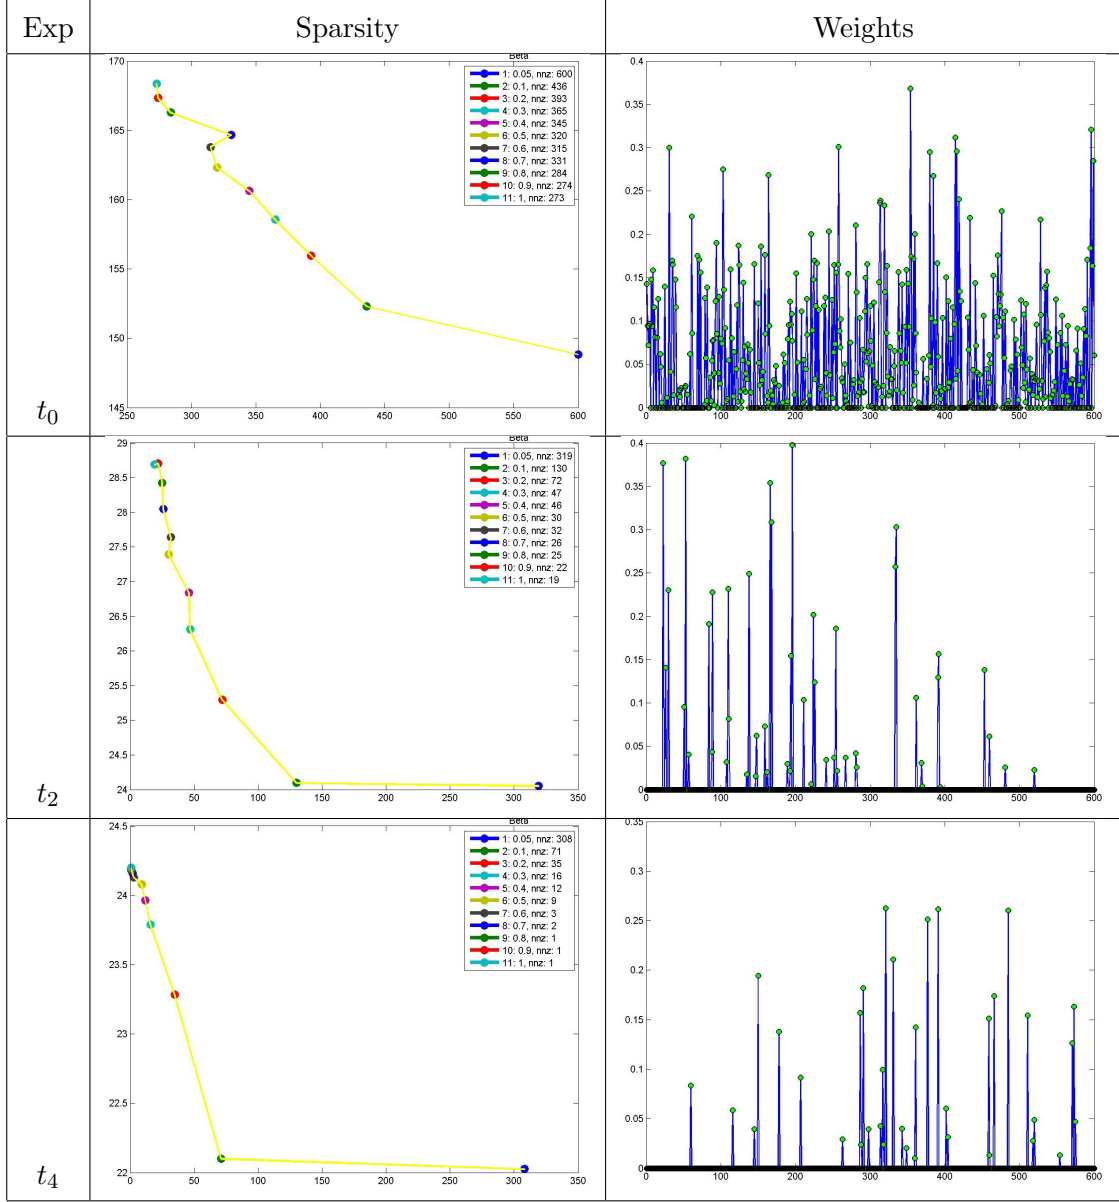 Exp Sparsity Weights
t0
Beta
1: 0.05, nnz: 600
2: 0.1, nnz: 436
3: 0.2, nnz: 393
4: 0.3, nnz: 365
5: 0.4, nnz: 345
6: 0.5, nnz: 320
7: 0.6, nnz: 315
8: 0.7, nnz: 331
9: 0.8, nnz: 284
10: 0.9, nnz: 274
11: 1, nnz: 273
170
165
160
155
150
145
250 300 350 400 450 500 550 600
0.4
0.35
0.3
0.25
0.2
0.15
0.1
0.05
0
0 100 200 300 400 500 600
t2
Beta
1: 0.05, nnz: 319
2: 0.1, nnz: 130
3: 0.2, nnz: 72
4: 0.3, nnz: 47
5: 0.4, nnz: 46
6: 0.5, nnz: 30
7: 0.6, nnz: 32
8: 0.7, nnz: 26
9: 0.8, nnz: 25
10: 0.9, nnz: 22
11: 1, nnz: 19
29
28.5
28
27.5
27
26.5
26
25.5
25
24.5
24
0 50 100 150 200 250 300 350
0.4
0.35
0.3
0.25
0.2
0.15
0.1
0.05
0
0 100 200 300 400 500 600
t4
Beta
1: 0.05, nnz: 308
2: 0.1, nnz: 71
3: 0.2, nnz: 35
4: 0.3, nnz: 16
5: 0.4, nnz: 12
6: 0.5, nnz: 9
7: 0.6, nnz: 3
8: 0.7, nnz: 2
9: 0.8, nnz: 1
10: 0.9, nnz: 1
11: 1, nnz: 1
24.5
24
23.5
23
22.5
22
0 50 100 150 200 250 300 350
0.35
0.3
0.25
0.2
0.15
0.1
0.05
0
0 100 200 300 400 500 600